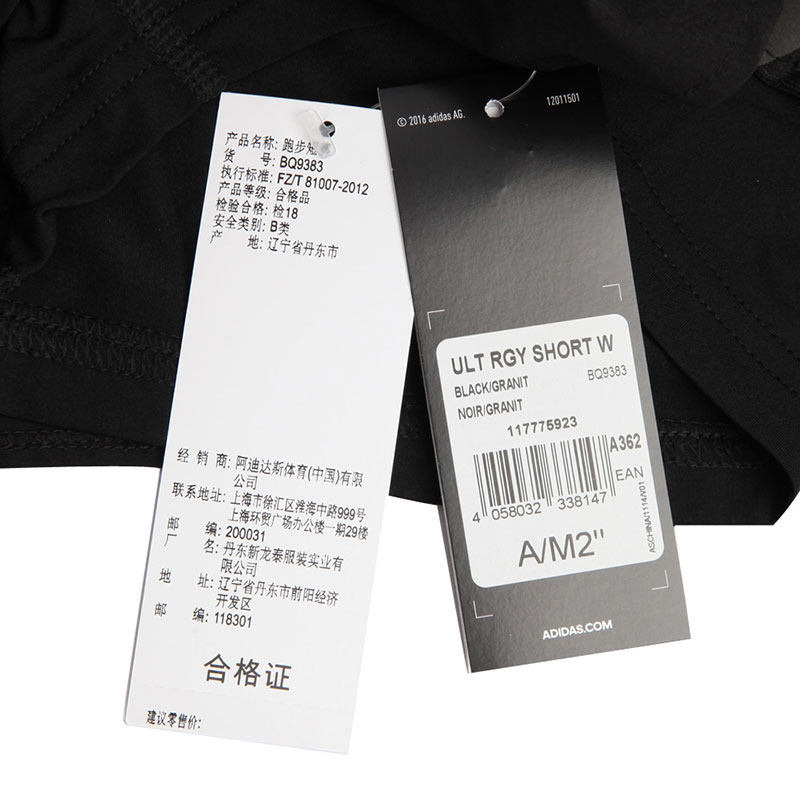 产品名称: 跑步短
货 号: BQ9383
执行标准: FZ/T 81007-2012
产品等级: 合格品
检验合格: 检18
安全类别: B类
产 地: 辽宁省丹东市
经 销 商: 阿迪达斯体育(中国)有限
公司
联系地址: 上海市徐汇区淮海中路999号
上海环贸广场办公楼一期29楼
邮 编: 200031
厂 名: 丹东新龙泰服装实业有
限公司
地 址: 辽宁省丹东市前阳经济
开发区
邮 编: 118301
合格证
建议零售价:
© 2016 adidas AG.
12011501
ULT RGY SHORT W
BLACK/GRANIT BQ9383
NOIR/GRANIT
117775923
A362
EAN
4 058032 338147
A/M2"
ASCHINA/1114/V01
ADIDAS.COM